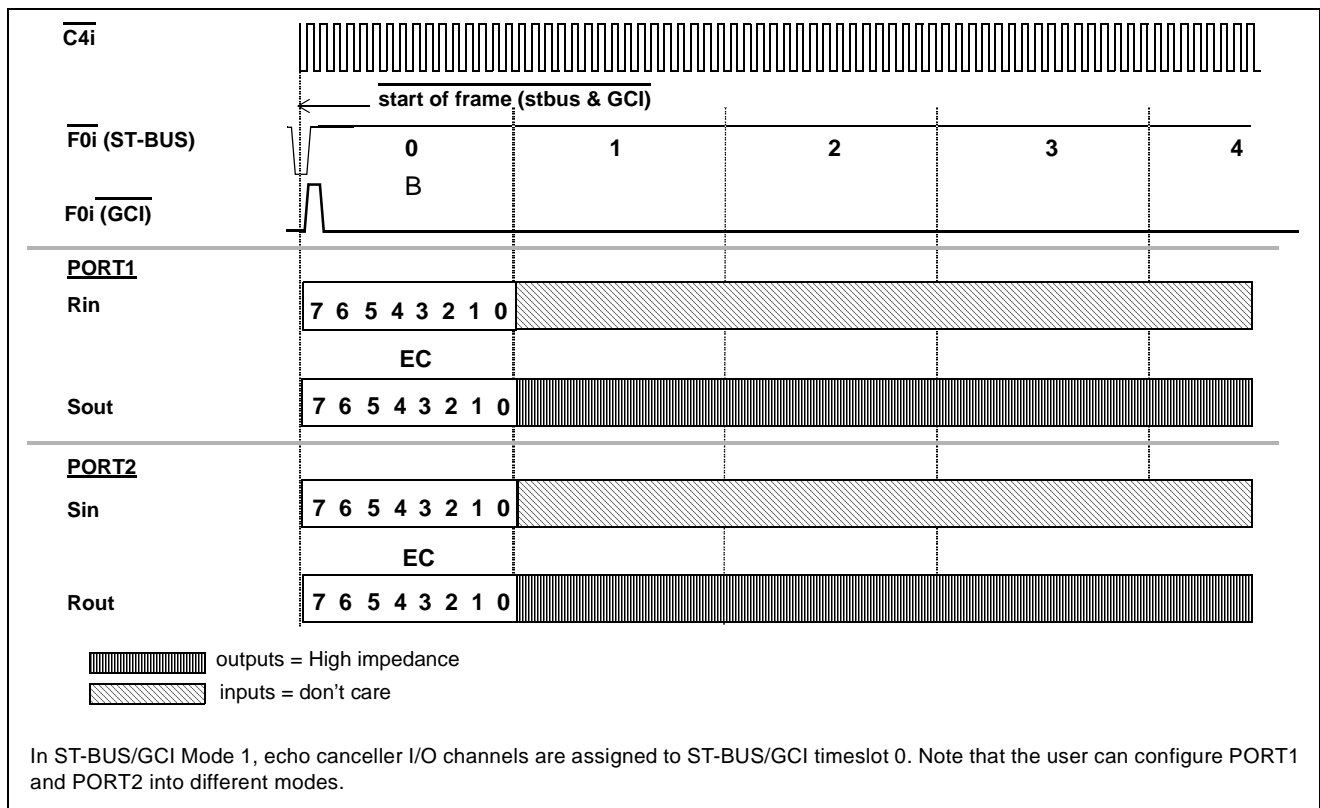 C4i
start of frame (stbus & GCI)
F0i (ST-BUS)
0 1 2 3 4
B
F0i (GCI)
PORT1
Rin
7 6 5 4 3 2 1 0
EC
Sout
7 6 5 4 3 2 1 0
PORT2
Sin
7 6 5 4 3 2 1 0
EC
Rout
7 6 5 4 3 2 1 0
outputs = High impedance
inputs = don't care
In ST-BUS/GCI Mode 1, echo canceller I/O channels are assigned to ST-BUS/GCI timeslot 0. Note that the user can configure PORT1
and PORT2 into different modes.